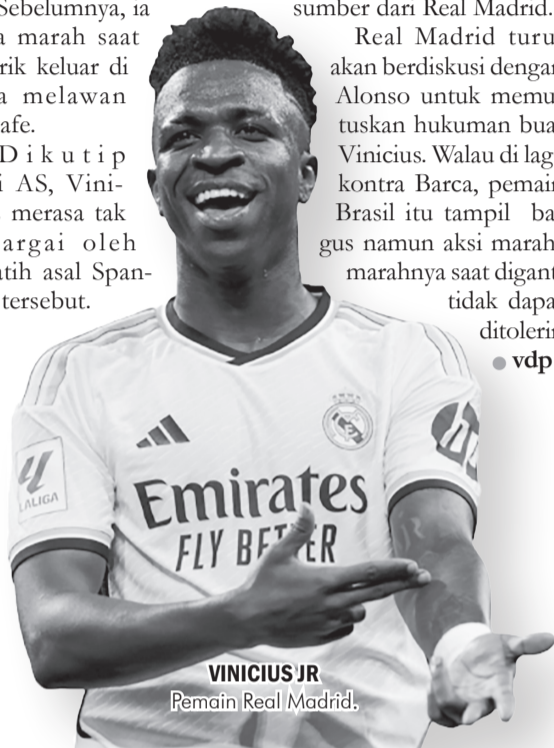 Sebelumnya, ia
marah saat
rik keluar di
melawan
afe.
Dikutip
AS, Vini-
merasa tak
argai oleh
atih asal Span-
tersebut.
sumber dari Real Madrid.
Real Madrid turu
akan berdiskusi dengan
Alonso untuk memu
tuskan hukuman bua
Vinicius. Walau di lag
kontra Barca, pemain
Brasil itu tampil ba
gus namun aksi marah
marahnya saat digant
tidak dapa
ditolerir
vdp
LALIGA
hp
Emirates
FLY BETTER
VINICIUS JR
Pemain Real Madrid.